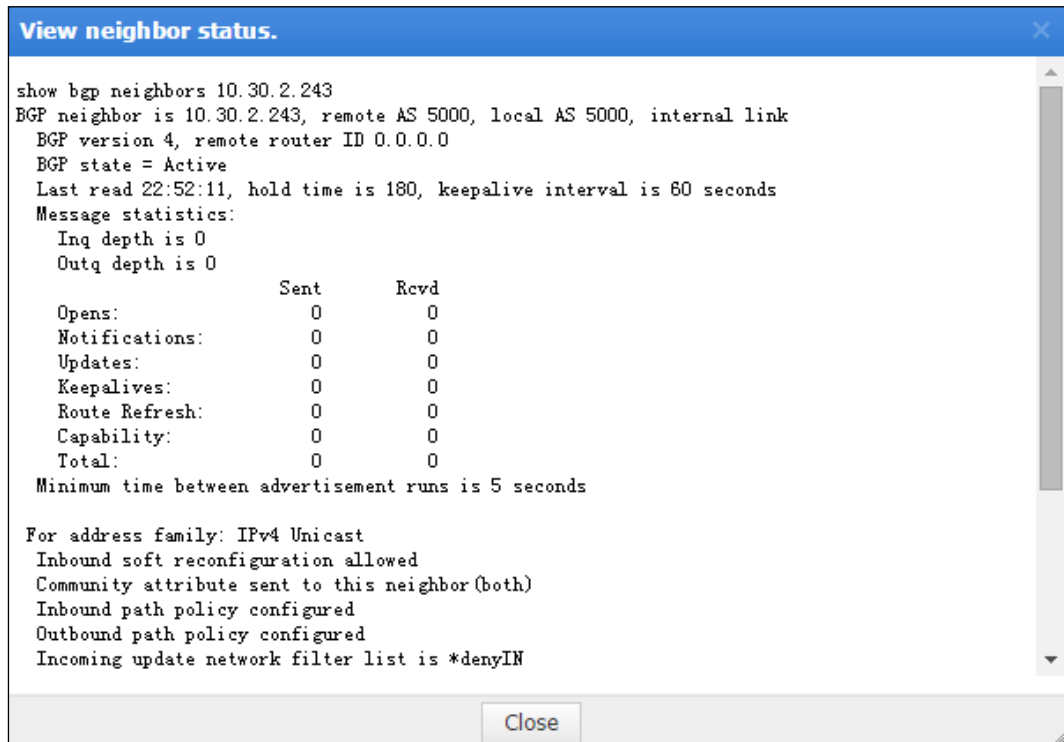 View neighbor status.
show bgp neighbors 10.30.2.243
BGP neighbor is 10.30.2.243, remote AS 5000, local AS 5000, internal link
BGP version 4, remote router ID 0.0.0.0
BGP state = Active
Last read 22:52:11, hold time is 180, keepalive interval is 60 seconds
Message statistics:
Inq depth is 0
Outq depth is 0
Sent Rcvd
Opens: 0 0
Notifications: 0 0
Updates: 0 0
Keepalives: 0 0
Route Refresh: 0 0
Capability: 0 0
Total: 0 0
Minimum time between advertisement runs is 5 seconds
For address family: IPv4 Unicast
Inbound soft reconfiguration allowed
Community attribute sent to this neighbor(both)
Inbound path policy configured
Outbound path policy configured
Incoming update network filter list is *denyIN
Close